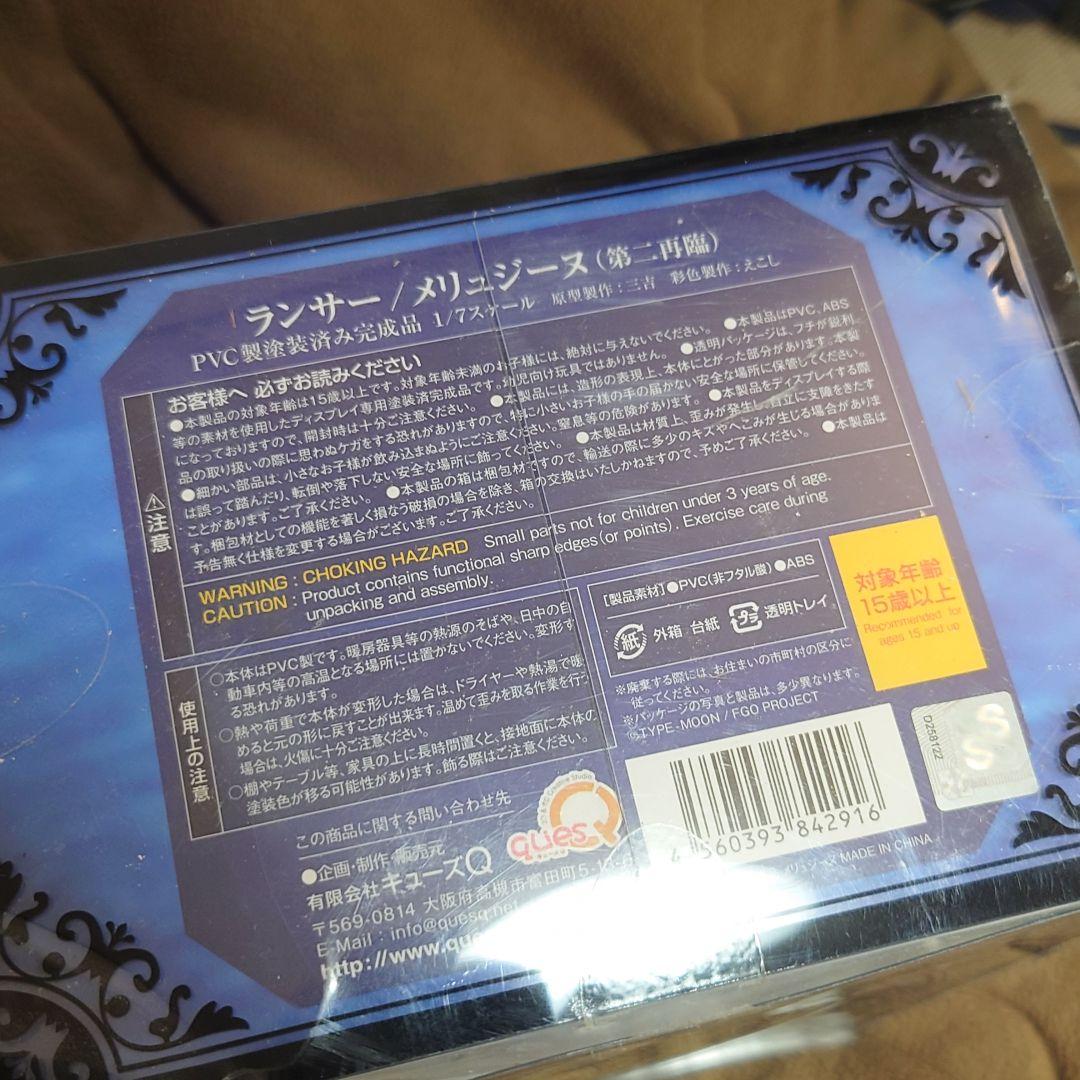 ランサー/メリュジーヌ(第二再臨)
PVC製塗装済み完成品 1/7スケール 原型製作:三吉 彩色製作:えこし
⚠注意
お客様へ 必ずお読みください
●本製品の対象年齢は15歳以上です。対象年齢未満のお子様には、絶対に与えないでください。 ●本製品はPVC、ABS
等の素材を使用したディスプレイ専用塗装済完成品です。幼児向け玩具ではありません。 ●透明パッケージは、フチが鋭利
になっておりますので、開封時は十分ご注意ください。 ●本製品には、造形の表現上、本体にとがった部分があります。本製
品の取り扱いの際に思わぬケガをする恐れがありますので、特に小さいお子様の手の届かない安全な場所に保管してください。
●細かい部品は、小さなお子様が飲み込まぬようにご注意ください。窒息等の危険があります。 ●本製品をディスプレイする際
は誤って踏んだり、転倒や落下しない安全な場所に飾ってください。 ●本製品は材質上、歪みが発生し、自立に支障をきたす
ことがあります。ご了承ください。 ●本製品の箱は梱包材ですので、輸送の際に多少のキズやへこみが生じる場合がありま
す。梱包材としての機能を著しく損なう破損の場合を除き、箱の交換はいたしかねますので、予めご了承ください。 ●本製品は
予告無く仕様を変更する場合がございます。ご了承ください。
WARNING : CHOKING HAZARD Small parts not for children under 3 years of age.
CAUTION : Product contains functional sharp edges(or points). Exercise care during
unpacking and assembly.
使用上の注意
○本体はPVC製です。暖房器具等の熱源のそばや、日中の自
動車内等の高温となる場所には置かないでください。変形す
る恐れがあります。
○熱や荷重で本体が変形した場合は、ドライヤーや熱湯で暖
めると元の形に戻すことが出来ます。温めて歪みを取る作業を行う
場合は、火傷に十分ご注意ください。
○棚やテーブル等、家具の上に長時間置くと、接地面に本体の
塗装色が移る可能性があります。飾る際はご注意ください。
[製品素材] ●PVC(非フタル酸) ●ABS
紙 外箱 台紙 プラ 透明トレイ
対象年齢
15歳以上
Recommended for
ages 15 and up
※廃棄する際には、お住まいの市町村の区分に
従ってください。
※パッケージの写真と製品は、多少異なります。
©TYPE-MOON / FGO PROJECT
D258122
S
S
4 560393 842916
メリュジーヌ MADE IN CHINA
この商品に関する問い合わせ先
●企画・制作・販売元
有限会社キューズQ
quesQ
〒569-0814 大阪府高槻市富田町5-13-
E-Mail : info@quesq.net
http://www.que